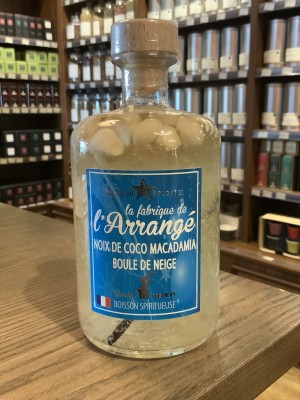 la fabrique de
l'Arrangé
NOIX DE COCO MACADAMIA
BOULE DE NEIGE
BOISSON SPIRITUEUSE